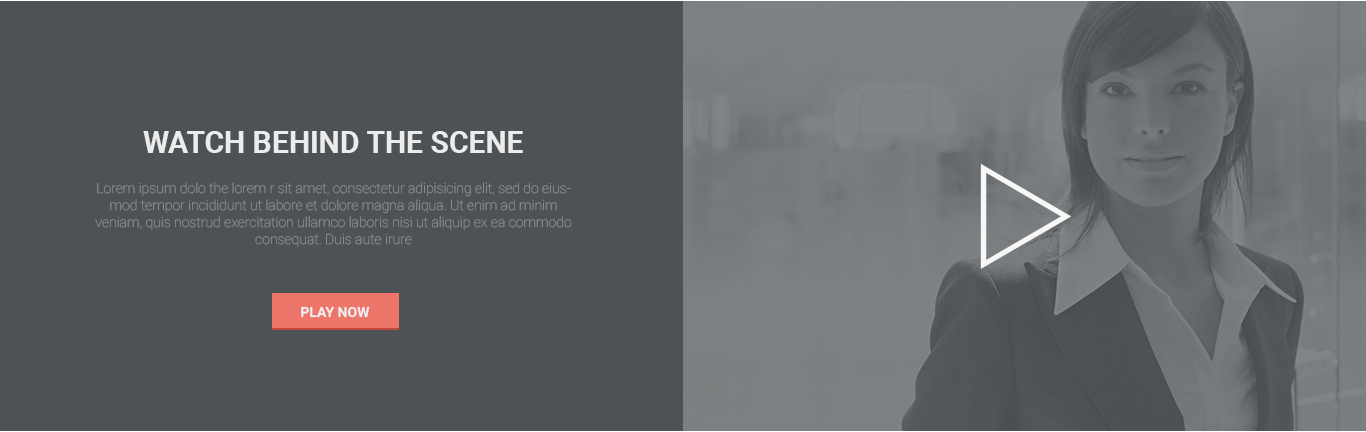 WATCH BEHIND THE SCENE
Lorem ipsum dolo the lorem r sit amet, consectetur adipisicing elit, sed do eius-
mod tempor incididunt ut labore et dolore magna aliqua. Ut enim ad minim
veniam, quis nostrud exercitation ullamco laboris nisi ut aliquip ex ea commodo
consequat. Duis aute irure
PLAY NOW